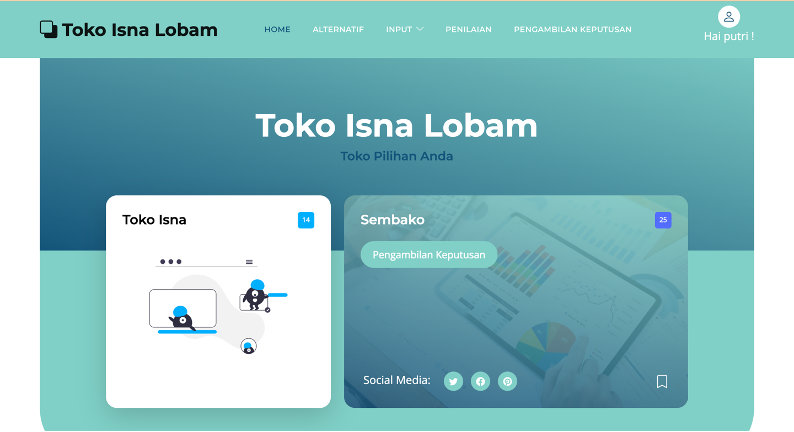 Toko Isna Lobam
HOME
ALTERNATIF
INPUT
PENILAIAN
PENGAMBILAN KEPUTUSAN
Hai putri !
Toko Isna Lobam
Toko Pilihan Anda
Toko Isna
14
Sembako
25
Pengambilan Keputusan
Social Media: